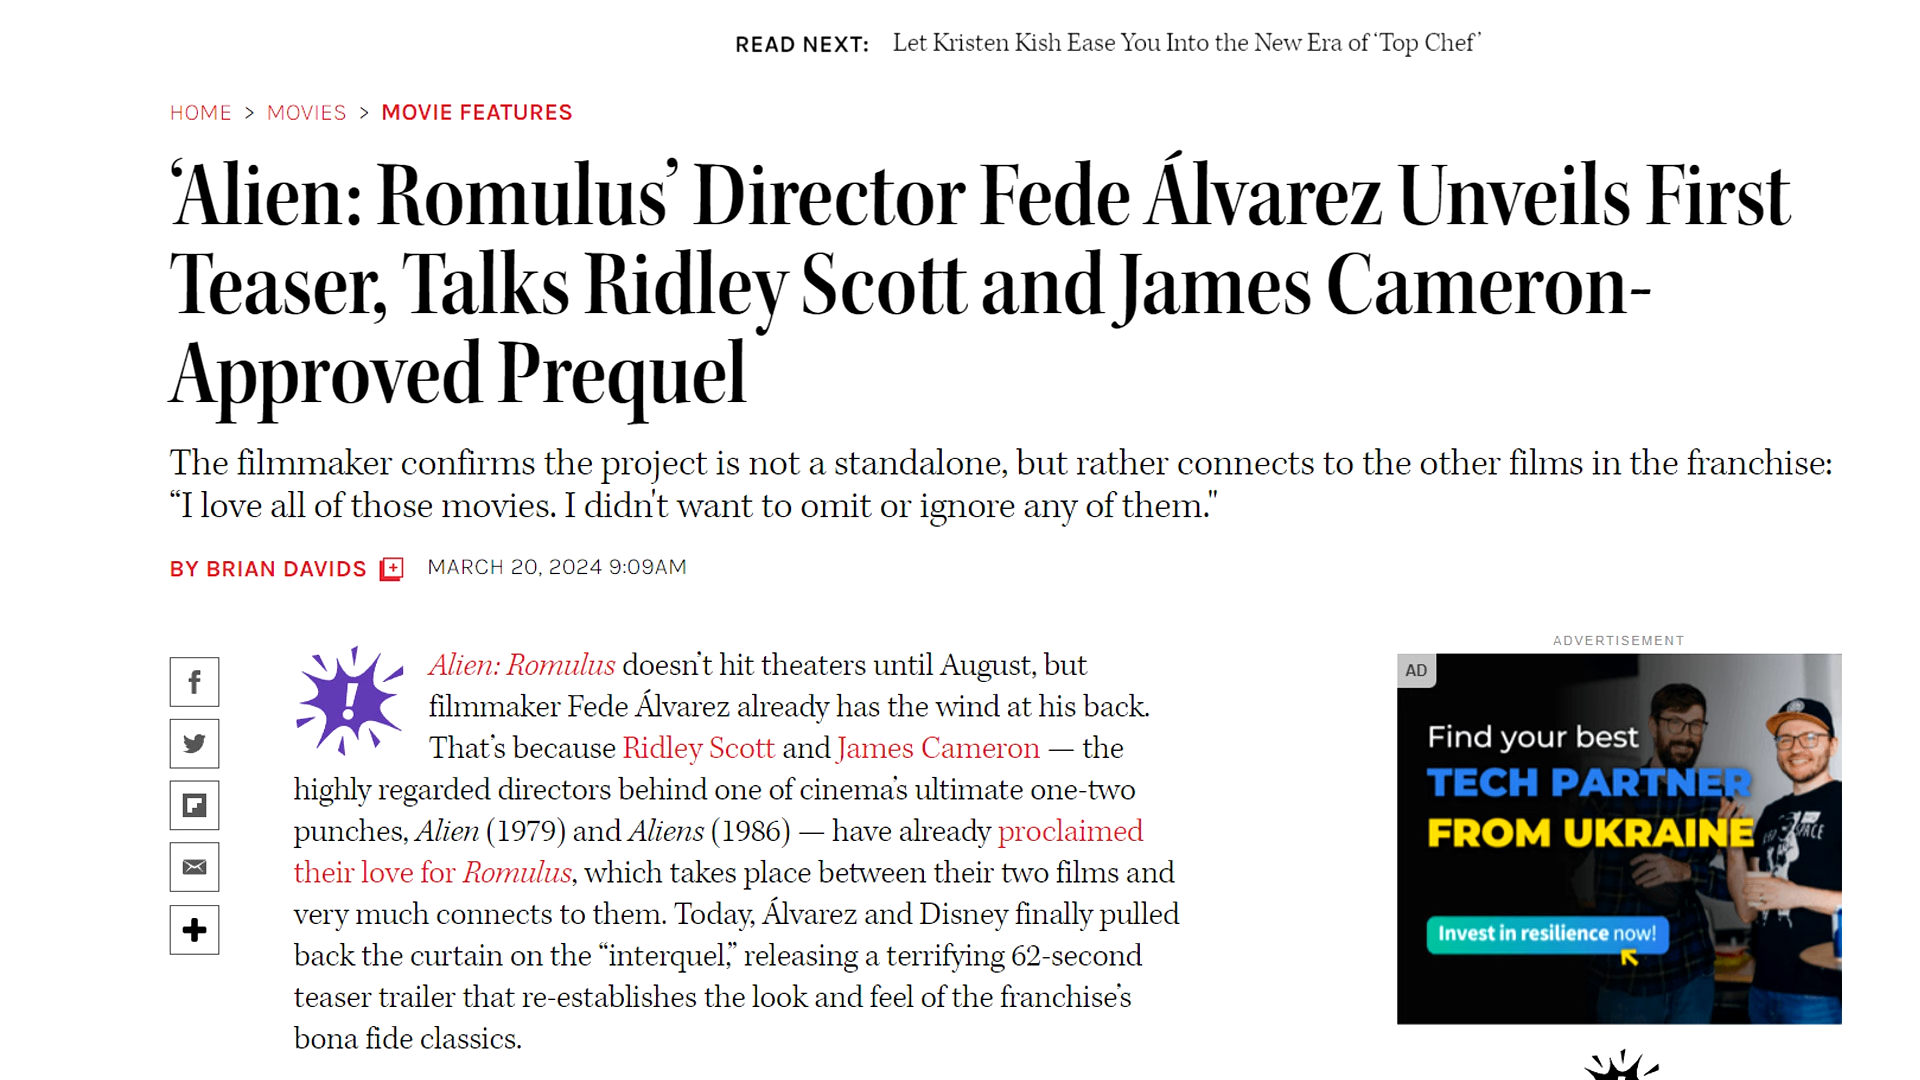 READ NEXT: Let Kristen Kish Ease You Into the New Era of ‘Top Chef’
HOME > MOVIES > MOVIE FEATURES
‘Alien: Romulus’ Director Fede Álvarez Unveils First
Teaser, Talks Ridley Scott and James Cameron-
Approved Prequel
The filmmaker confirms the project is not a standalone, but rather connects to the other films in the franchise:
“I love all of those movies. I didn't want to omit or ignore any of them."
BY BRIAN DAVIDS MARCH 20, 2024 9:09AM
Alien: Romulus doesn’t hit theaters until August, but
filmmaker Fede Álvarez already has the wind at his back.
That’s because Ridley Scott and James Cameron — the
highly regarded directors behind one of cinema’s ultimate one-two
punches, Alien (1979) and Aliens (1986) — have already proclaimed
their love for Romulus, which takes place between their two films and
very much connects to them. Today, Álvarez and Disney finally pulled
back the curtain on the “interquel,” releasing a terrifying 62-second
teaser trailer that re-establishes the look and feel of the franchise’s
bona fide classics.
ADVERTISEMENT
AD
Find your best
TECH PARTNER
FROM UKRAINE
Invest in resilience now!